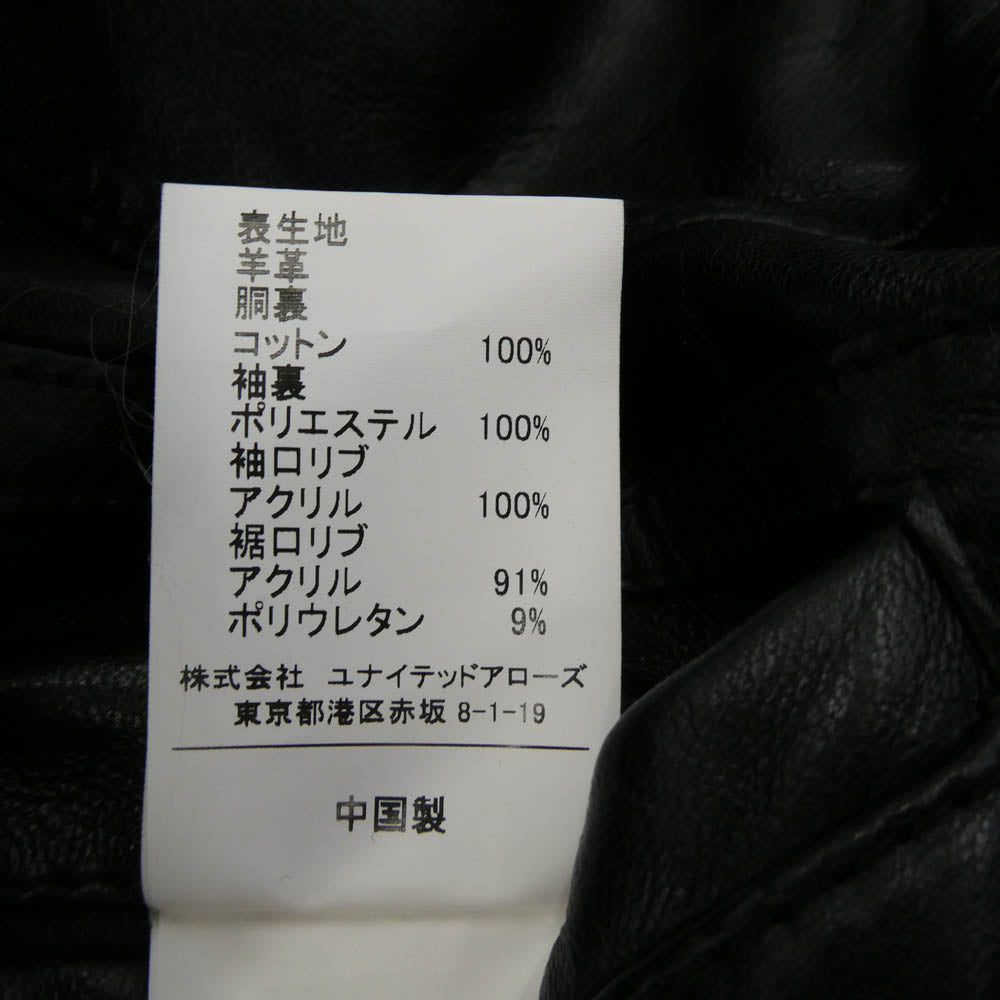 表生地
羊革
胴裏
コットン 100%
袖裏
ポリエステル 100%
袖口リブ
アクリル 100%
裾口リブ
アクリル 91%
ポリウレタン 9%
株式会社 ユナイテッドアローズ
東京都港区赤坂 8-1-19
中国製